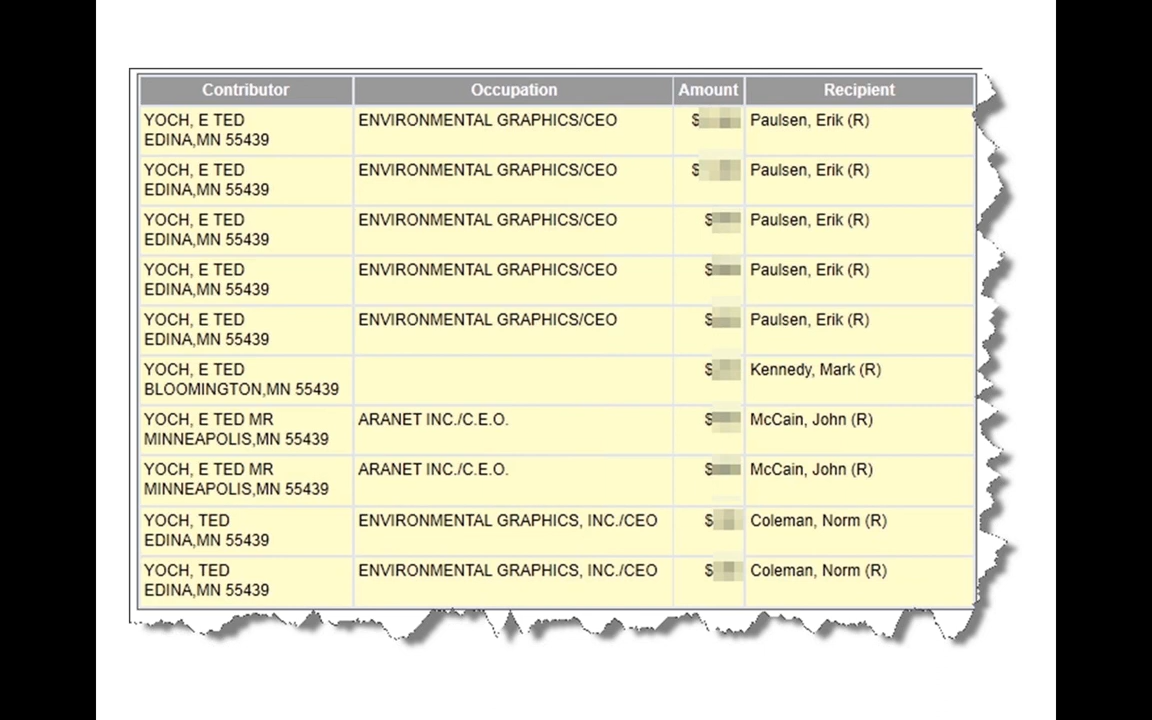 Contributor Occupation Amount Recipient
YOCH, E TED ENVIRONMENTAL GRAPHICS/CEO $ Paulsen, Erik (R)
EDINA,MN 55439
YOCH, E TED ENVIRONMENTAL GRAPHICS/CEO $ Paulsen, Erik (R)
EDINA,MN 55439
YOCH, E TED ENVIRONMENTAL GRAPHICS/CEO $ Paulsen, Erik (R)
EDINA,MN 55439
YOCH, E TED ENVIRONMENTAL GRAPHICS/CEO $ Paulsen, Erik (R)
EDINA,MN 55439
YOCH, E TED ENVIRONMENTAL GRAPHICS/CEO $ Paulsen, Erik (R)
EDINA,MN 55439
YOCH, E TED $ Kennedy, Mark (R)
BLOOMINGTON,MN 55439
YOCH, E TED MR ARANET INC./C.E.O. $ McCain, John (R)
MINNEAPOLIS,MN 55439
YOCH, E TED MR ARANET INC./C.E.O. $ McCain, John (R)
MINNEAPOLIS,MN 55439
YOCH, TED ENVIRONMENTAL GRAPHICS, INC./CEO $ Coleman, Norm (R)
EDINA,MN 55439
YOCH, TED ENVIRONMENTAL GRAPHICS, INC./CEO $ Coleman, Norm (R)
EDINA,MN 55439